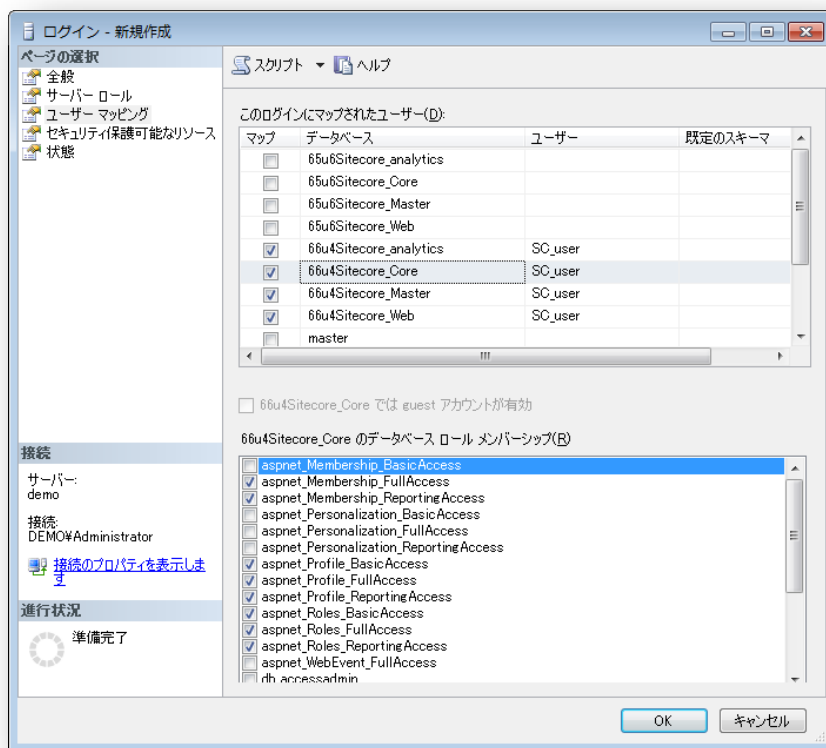 ログイン - 新規作成
ページの選択
全般
サーバー ロール
ユーザー マッピング
セキュリティ保護可能なリソース
状態
スクリプト
ヘルプ
このログインにマップされたユーザー(D):
マップ データベース ユーザー 既定のスキーマ
65u6Sitecore_analytics
65u6Sitecore_Core
65u6Sitecore_Master
65u6Sitecore_Web
66u4Sitecore_analytics SC_user
66u4Sitecore_Core SC_user
66u4Sitecore_Master SC_user
66u4Sitecore_Web SC_user
master
66u4Sitecore_Core では guest アカウントが有効
66u4Sitecore_Core のデータベース ロール メンバーシップ(R)
aspnet_Membership_BasicAccess
aspnet_Membership_FullAccess
aspnet_Membership_ReportingAccess
aspnet_Personalization_BasicAccess
aspnet_Personalization_FullAccess
aspnet_Personalization_ReportingAccess
aspnet_Profile_BasicAccess
aspnet_Profile_FullAccess
aspnet_Profile_ReportingAccess
aspnet_Roles_BasicAccess
aspnet_Roles_FullAccess
aspnet_Roles_ReportingAccess
aspnet_WebEvent_FullAccess
db_accessadmin
接続
サーバー:
demo
接続:
DEMO¥Administrator
接続のプロパティを表示しま
す
進行状況
準備完了
OK
キャンセル